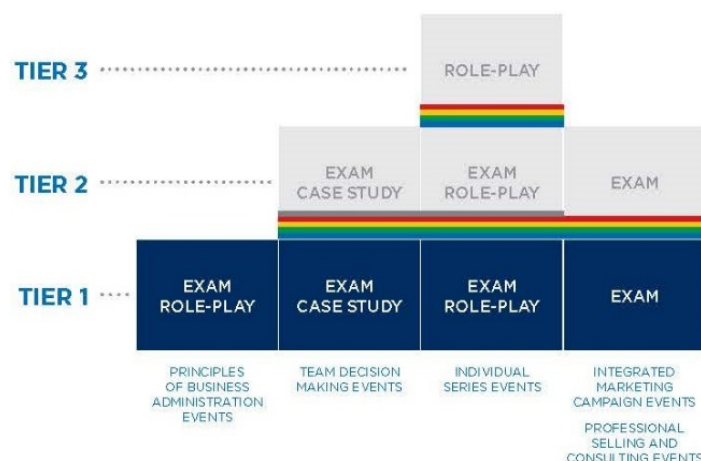 TIER 3
ROLE-PLAY
TIER 2
EXAM
CASE STUDY
EXAM
ROLE-PLAY
EXAM
TIER 1
EXAM
ROLE-PLAY
EXAM
CASE STUDY
EXAM
ROLE-PLAY
EXAM
PRINCIPLES
OF BUSINESS
ADMINISTRATION
EVENTS
TEAM DECISION
MAKING EVENTS
INDIVIDUAL
SERIES EVENTS
INTEGRATED
MARKETING
CAMPAIGN EVENTS
PROFESSIONAL
SELLING AND
CONSULTING EVENTS